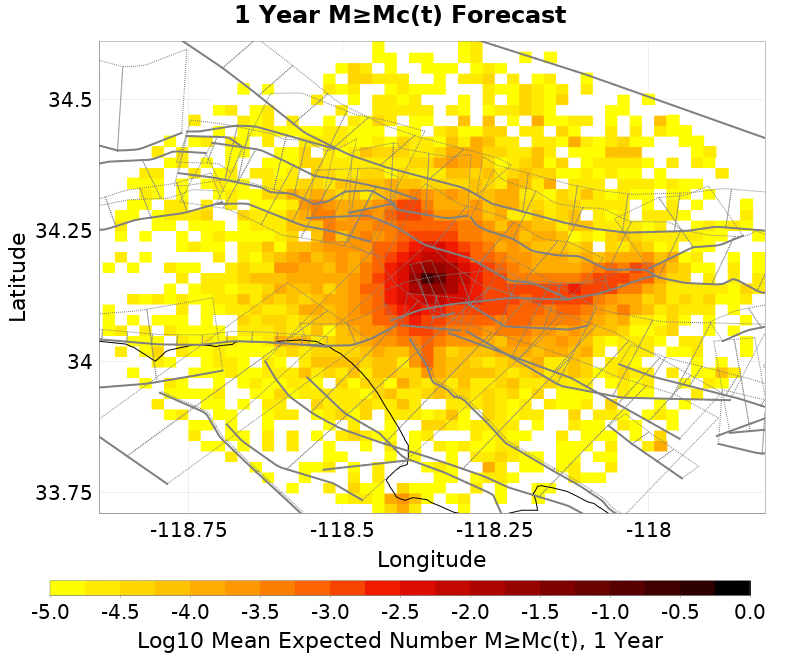 1 Year M≥Mc(t) Forecast
34.5
34.25
34
33.75
Latitude
-118.75 -118.5 -118.25 -118
Longitude
-5.0 -4.5 -4.0 -3.5 -3.0 -2.5 -2.0 -1.5 -1.0 -0.5 0.0
Log10 Mean Expected Number M≥Mc(t), 1 Year